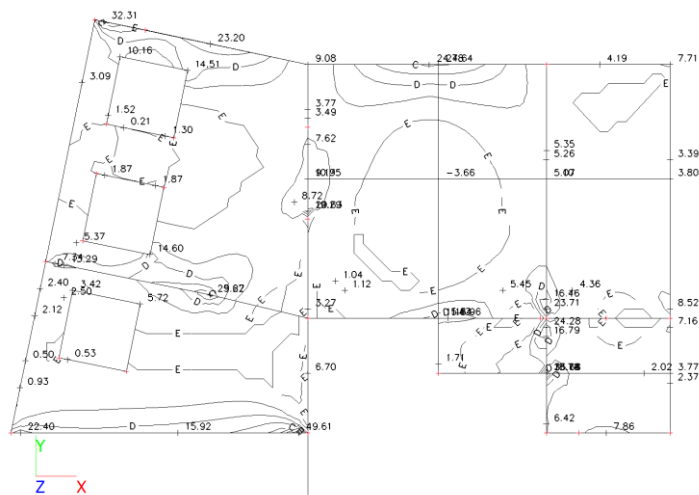 32.31
23.20
10.16
14.51
3.09
1.52
0.21
1.30
1.87
1.87
5.37
14.60
13.29
2.40
3.42
2.50
5.72
2.12
0.50
0.53
0.93
22.40
15.92
49.61
9.08
4.19
7.71
3.77
3.49
7.62
5.35
5.26
3.39
-3.66
3.80
8.72
1.04
1.12
5.45
4.36
16.46
23.71
8.52
3.27
24.28
7.16
16.79
6.70
1.71
2.02
3.77
2.37
6.42
7.86
C
D
D
D
D
D
D
E
E
E
E
E
E
E
E
E
E
E
E
Y
Z
X